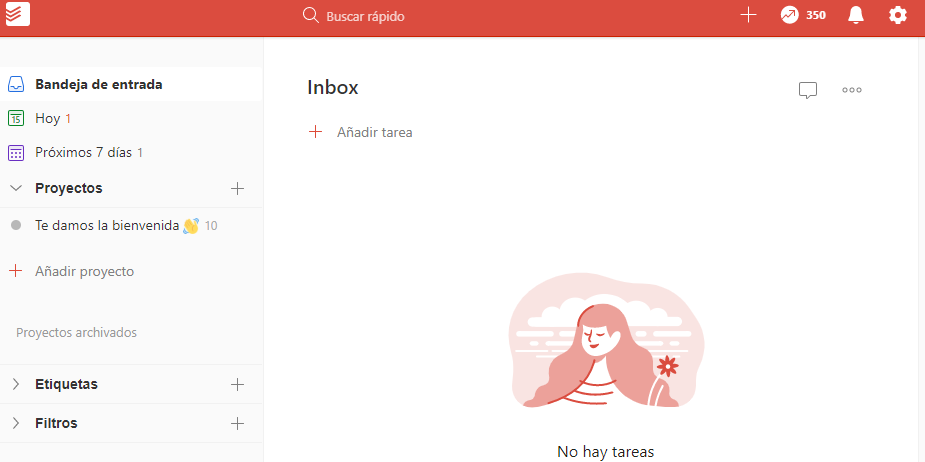 Buscar rápido
350
Bandeja de entrada
15 Hoy 1
Próximos 7 días 1
Proyectos
Te damos la bienvenida 👋 10
Añadir proyecto
Proyectos archivados
Etiquetas
Filtros
Inbox
Añadir tarea
No hay tareas